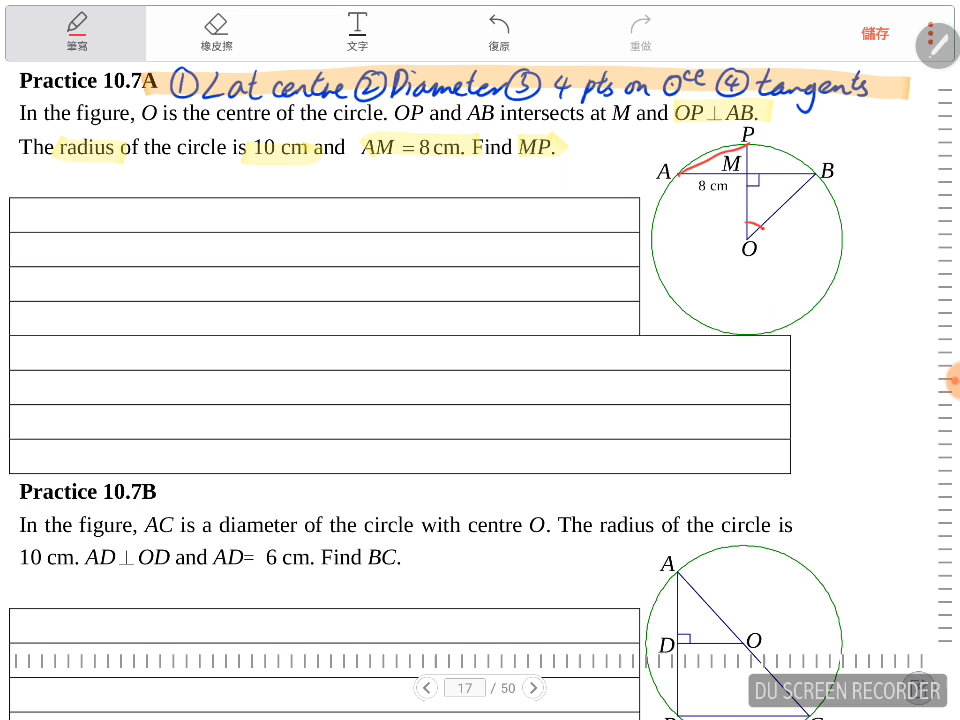 筆寫 橡皮擦 文字 復原 重做 儲存
Practice 10.7A ① ∠ at centre ② Diameter ③ 4 pts on ⊙ce ④ tangents
In the figure, O is the centre of the circle. OP and AB intersects at M and OP⊥AB.
The radius of the circle is 10 cm and AM = 8 cm. Find MP.
P
A M B
8 cm
O
Practice 10.7B
In the figure, AC is a diameter of the circle with centre O. The radius of the circle is
10 cm. AD⊥OD and AD= 6 cm. Find BC.
A
D O
17 / 50
DU SCREEN RECORDER